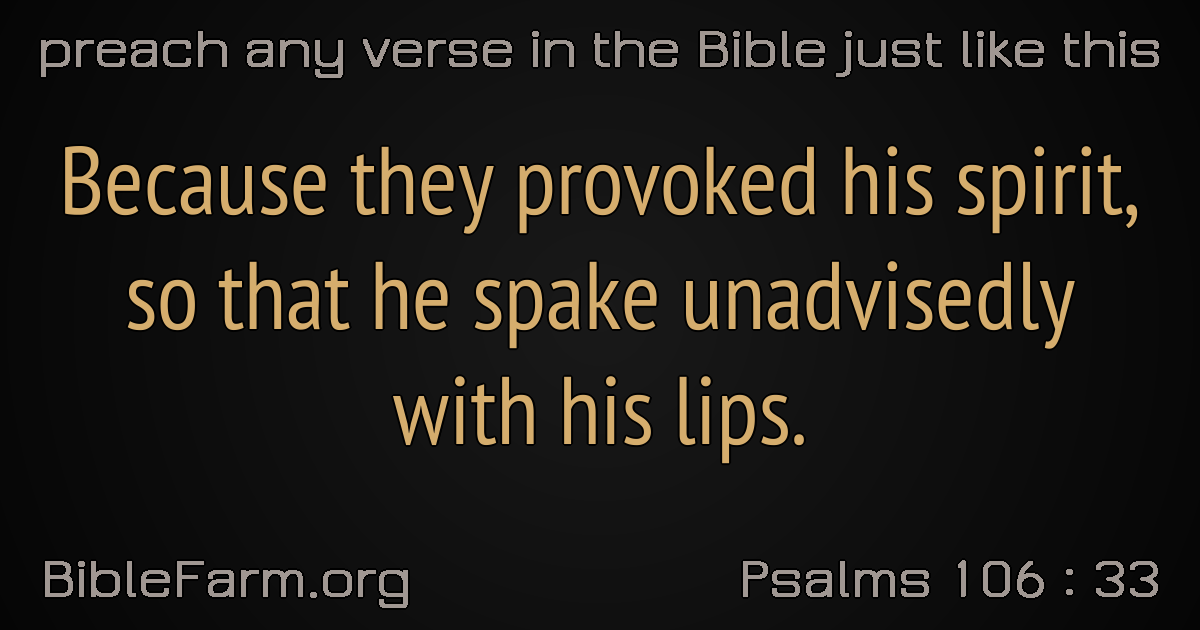 preach any verse in the Bible just like this
Because they provoked his spirit,
so that he spake unadvisedly
with his lips.
BibleFarm.org
Psalms 106 : 33